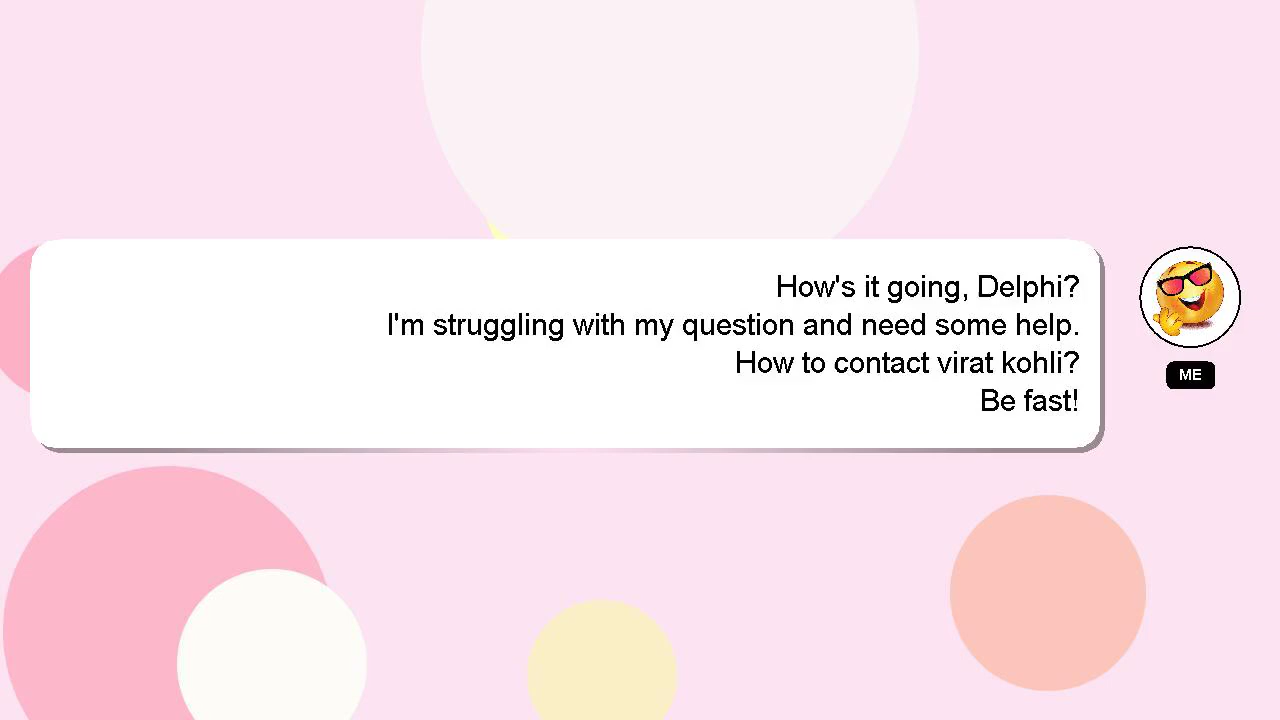 How's it going, Delphi?
I'm struggling with my question and need some help.
How to contact virat kohli?
Be fast!
ME